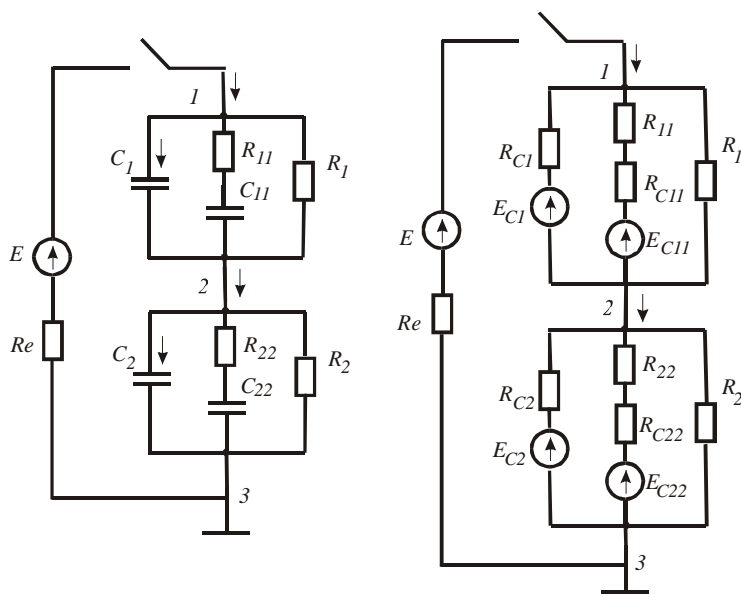 1
C1 R11 R1
C11
E
2
Re
C2 R22 R2
C22
3
1
RC1 R11 R1
RC11
EC1 EC11
E
2
Re
RC2 R22 R2
RC22
EC2 EC22
3